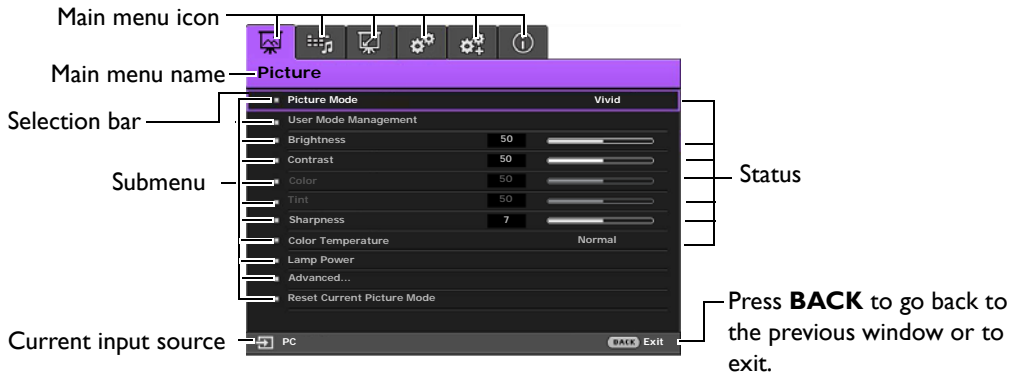 Main menu icon
Main menu name
Picture
Selection bar
Picture Mode Vivid
User Mode Management
Brightness 50
Contrast 50
Submenu
Color 50
Status
Tint 50
Sharpness 7
Color Temperature Normal
Lamp Power
Advanced...
Reset Current Picture Mode
Current input source
PC
BACK Exit
Press BACK to go back to
the previous window or to
exit.